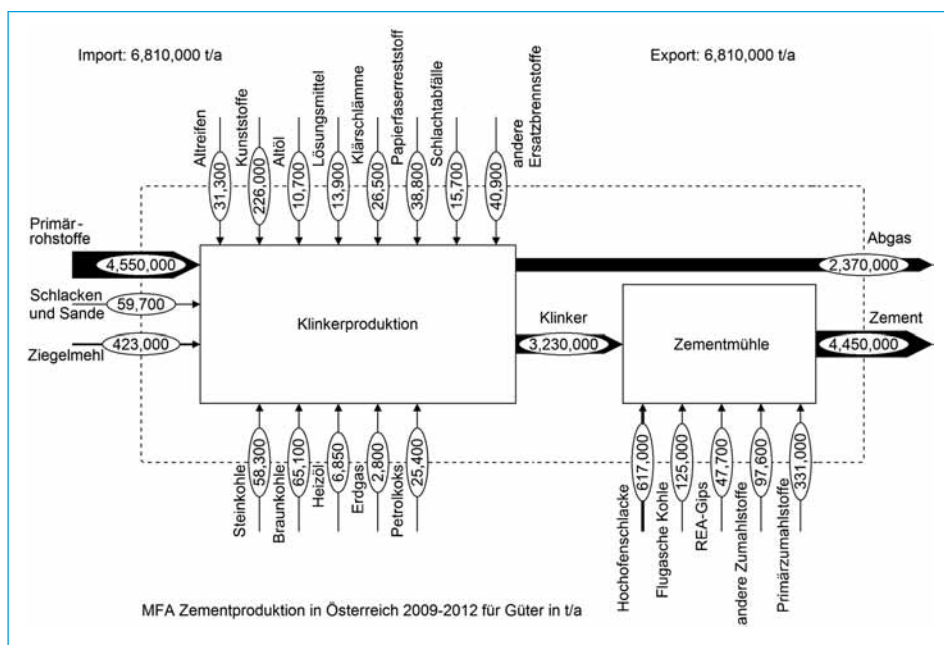 Import: 6,810,000 t/a
Export: 6,810,000 t/a
Altreifen
31,300
Kunststoffe
226,000
Altöl
10,700
Lösungsmittel
13,900
Klärschlämme
26,500
Papierfaserreststoff
38,800
Schlachtabfälle
15,700
andere
Ersatzbrennstoffe
40,900
Primär-
rohstoffe
4,550,000
Schlacken
und Sande
59,700
Ziegelmehl
423,000
Klinkerproduktion
Abgas
2,370,000
Klinker
3,230,000
Zementmühle
Zement
4,450,000
Steinkohle
58,300
Braunkohle
65,100
Heizöl
6,850
Erdgas
2,800
Petrolkoks
25,400
Hochofenschlacke
617,000
Flugasche Kohle
125,000
REA-Gips
47,700
andere Zumahlstoffe
97,600
Primärzumahlstoffe
331,000
MFA Zementproduktion in Österreich 2009-2012 für Güter in t/a